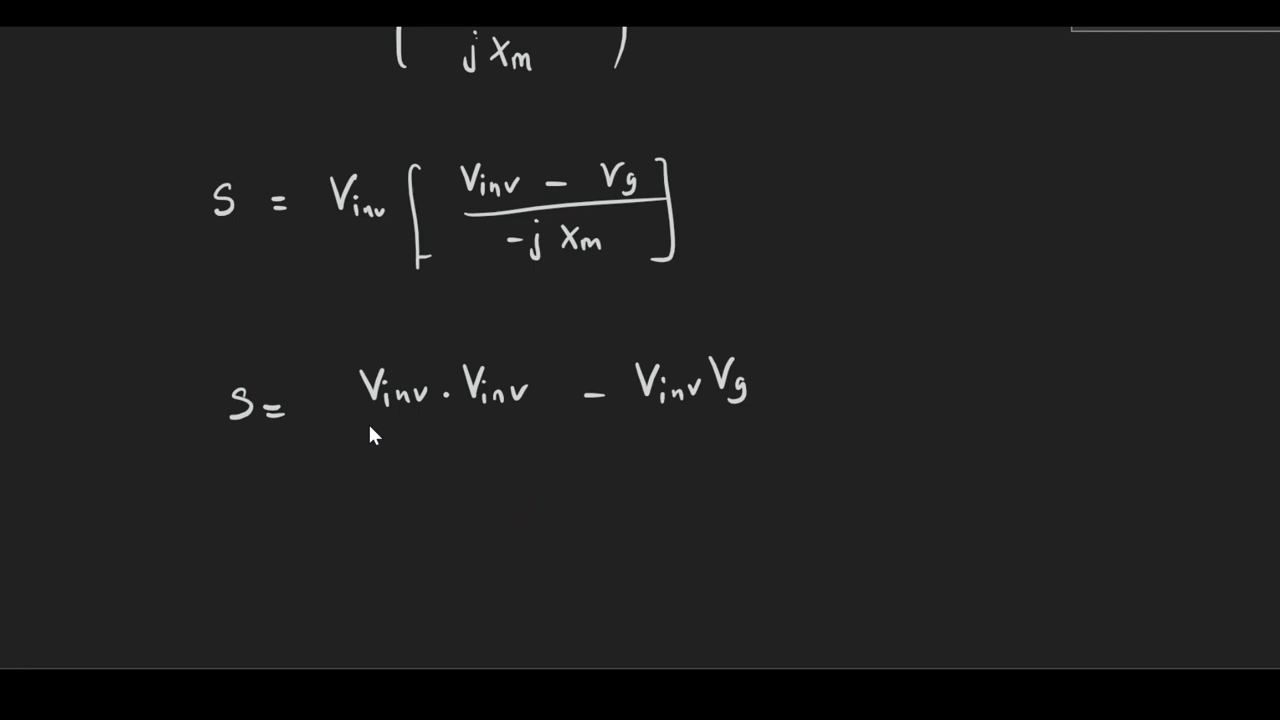 j Xm
S = Vinv [ Vinv - Vg / -j Xm ]
S = Vinv . Vinv - Vinv Vg